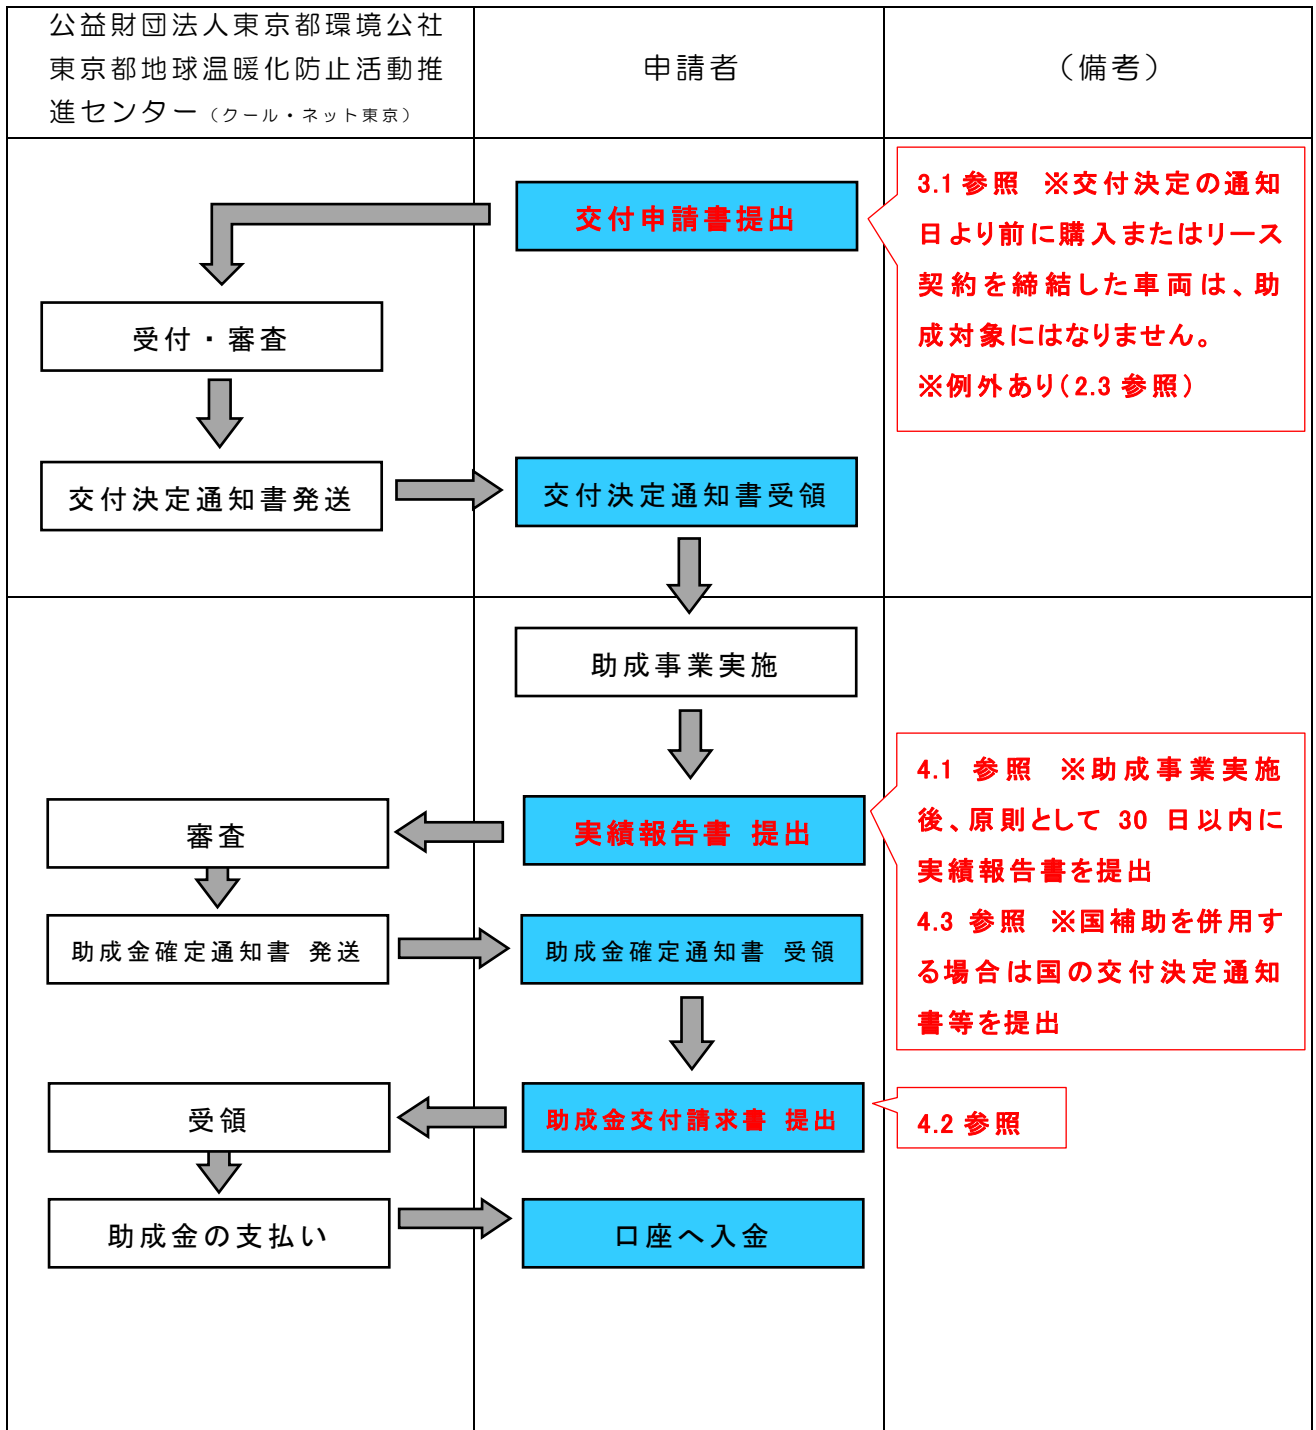 公益財団法人東京都環境公社
東京都地球温暖化防止活動推
進センター（クール・ネット東京）
申請者
（備考）
交付申請書提出
3.1 参照　※交付決定の通知
日より前に購入またはリース
契約を締結した車両は、助
成対象にはなりません。
※例外あり（2.3 参照）
受付・審査
交付決定通知書発送
交付決定通知書受領
助成事業実施
実績報告書 提出
4.1 参照　※助成事業実施
後、原則として 30 日以内に
実績報告書を提出
4.3 参照　※国補助を併用す
る場合は国の交付決定通知
書等を提出
審査
助成金確定通知書 発送
助成金確定通知書 受領
助成金交付請求書 提出
4.2 参照
受領
助成金の支払い
口座へ入金